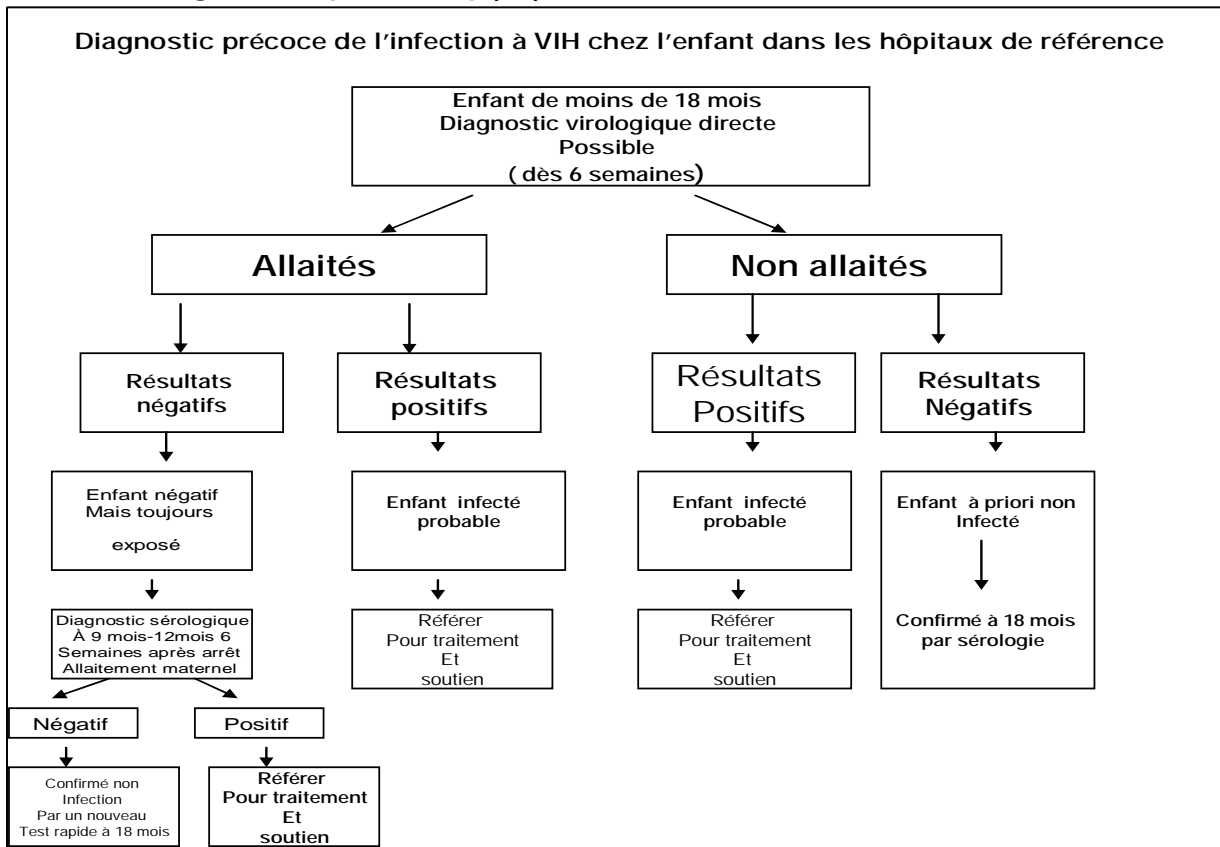 Diagnostic précoce de l'infection à VIH chez l'enfant dans les hôpitaux de référence
Enfant de moins de 18 mois
Diagnostic virologique directe
Possible
( dès 6 semaines)
Allaités
Non allaités
Résultats
négatifs
Résultats
positifs
Résultats
Positifs
Résultats
Négatifs
Enfant négatif
Mais toujours
exposé
Enfant infecté
probable
Enfant infecté
probable
Enfant à priori non
Infecté
Confirmé à 18 mois
par sérologie
Diagnostic sérologique
À 9 mois-12mois 6
Semaines après arrêt
Allaitement maternel
Référer
Pour traitement
Et
soutien
Référer
Pour traitement
Et
soutien
Négatif
Positif
Confirmé non
Infection
Par un nouveau
Test rapide à 18 mois
Référer
Pour traitement
Et
soutien